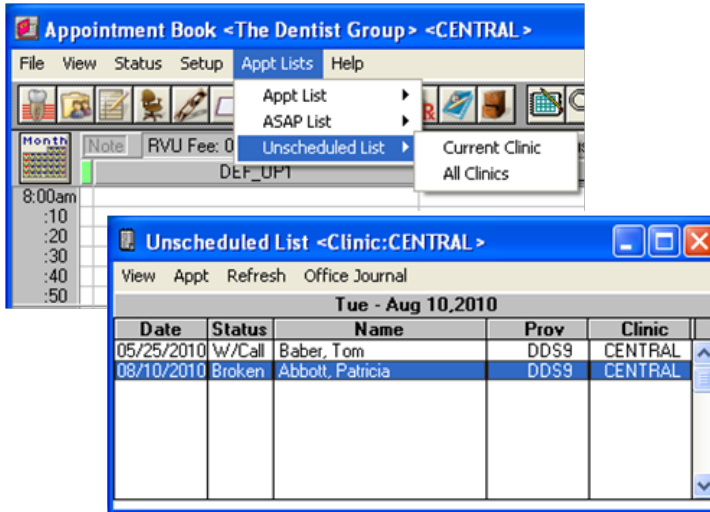 Appointment Book <The Dentist Group> <CENTRAL>
File View Status Setup Appt Lists Help
Appt List
ASAP List
Unscheduled List
Current Clinic
All Clinics
Month
Note RVU Fee: 0
DEF_OP1
8:00am
:10
:20
:30
:40
:50
Unscheduled List <Clinic:CENTRAL>
View Appt Refresh Office Journal
Tue - Aug 10,2010
Date Status Name Prov Clinic
05/25/2010 W/Call Baber, Tom DDS9 CENTRAL
08/10/2010 Broken Abbott, Patricia DDS9 CENTRAL